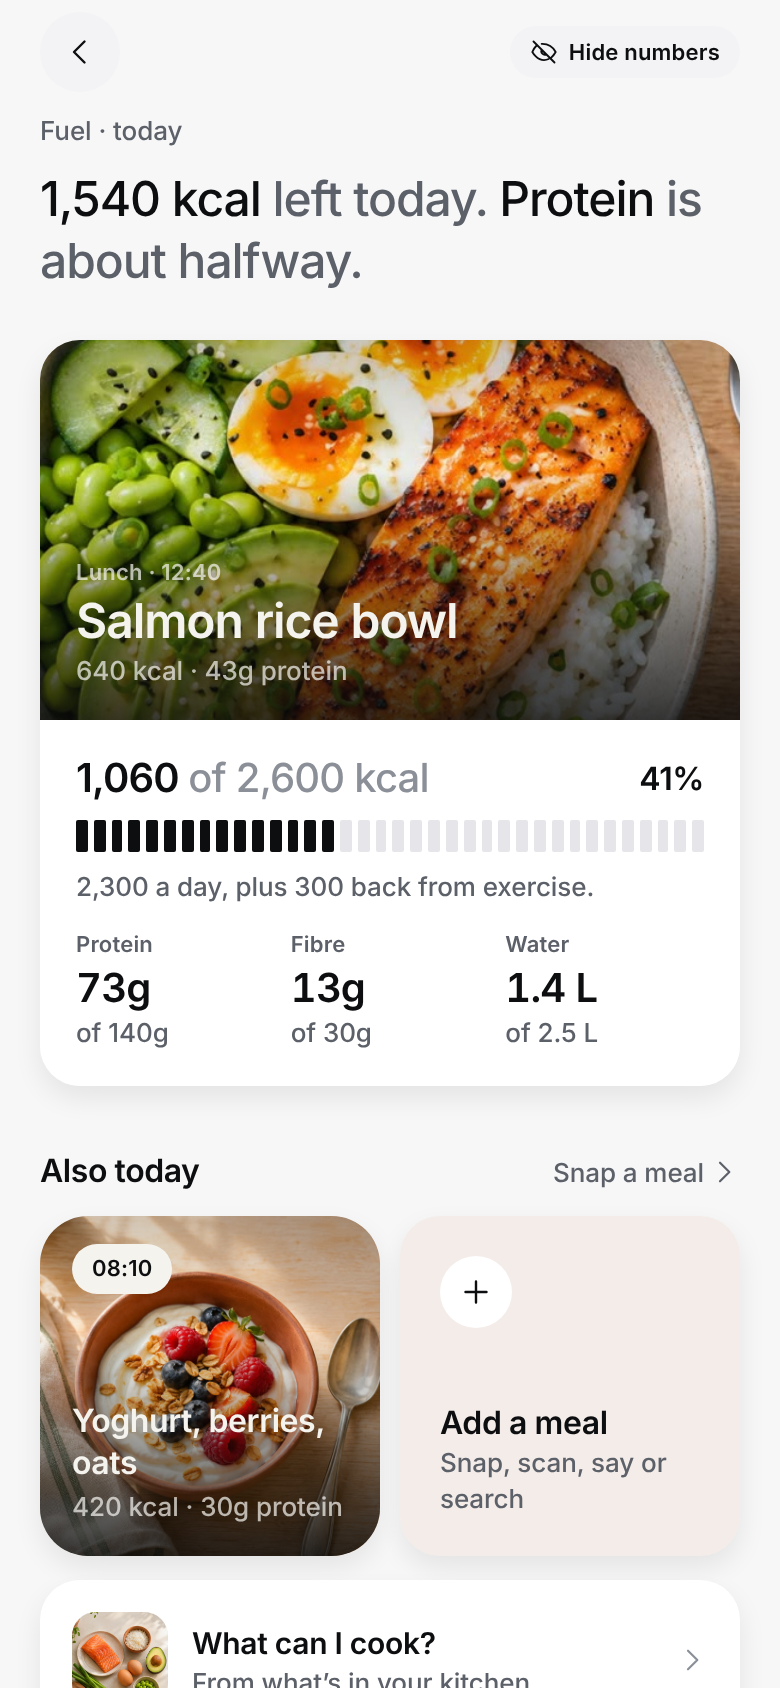 Hide numbers
Fuel · today
1,540 kcal left today. Protein is
about halfway.
Lunch · 12:40
Salmon rice bowl
640 kcal · 43g protein
1,060 of 2,600 kcal
41%
2,300 a day, plus 300 back from exercise.
Protein
Fibre
Water
73g
13g
1.4 L
of 140g
of 30g
of 2.5 L
Also today
Snap a meal
08:10
Yoghurt, berries,
oats
420 kcal · 30g protein
Add a meal
Snap, scan, say or
search
What can I cook?
From what’s in your kitchen